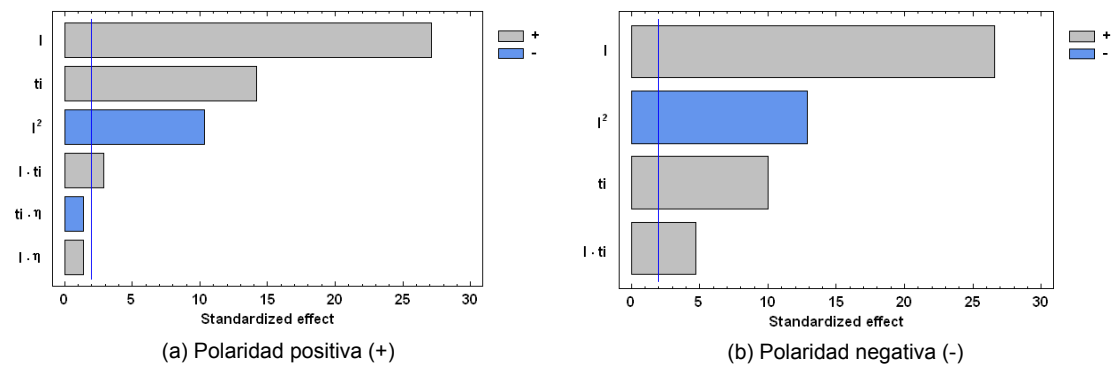 I
ti
I²
I · ti
ti · η
I · η
+
-
0 5 10 15 20 25 30
Standardized effect
(a) Polaridad positiva (+)
I
I²
ti
I · ti
+
-
0 5 10 15 20 25 30
Standardized effect
(b) Polaridad negativa (-)